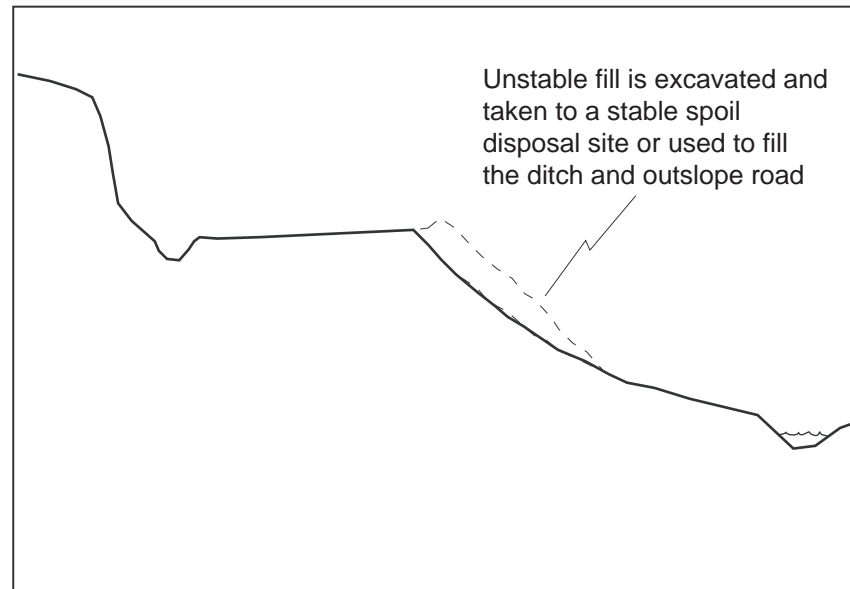 Unstable fill is excavated and
taken to a stable spoil
disposal site or used to fill
the ditch and outslope road